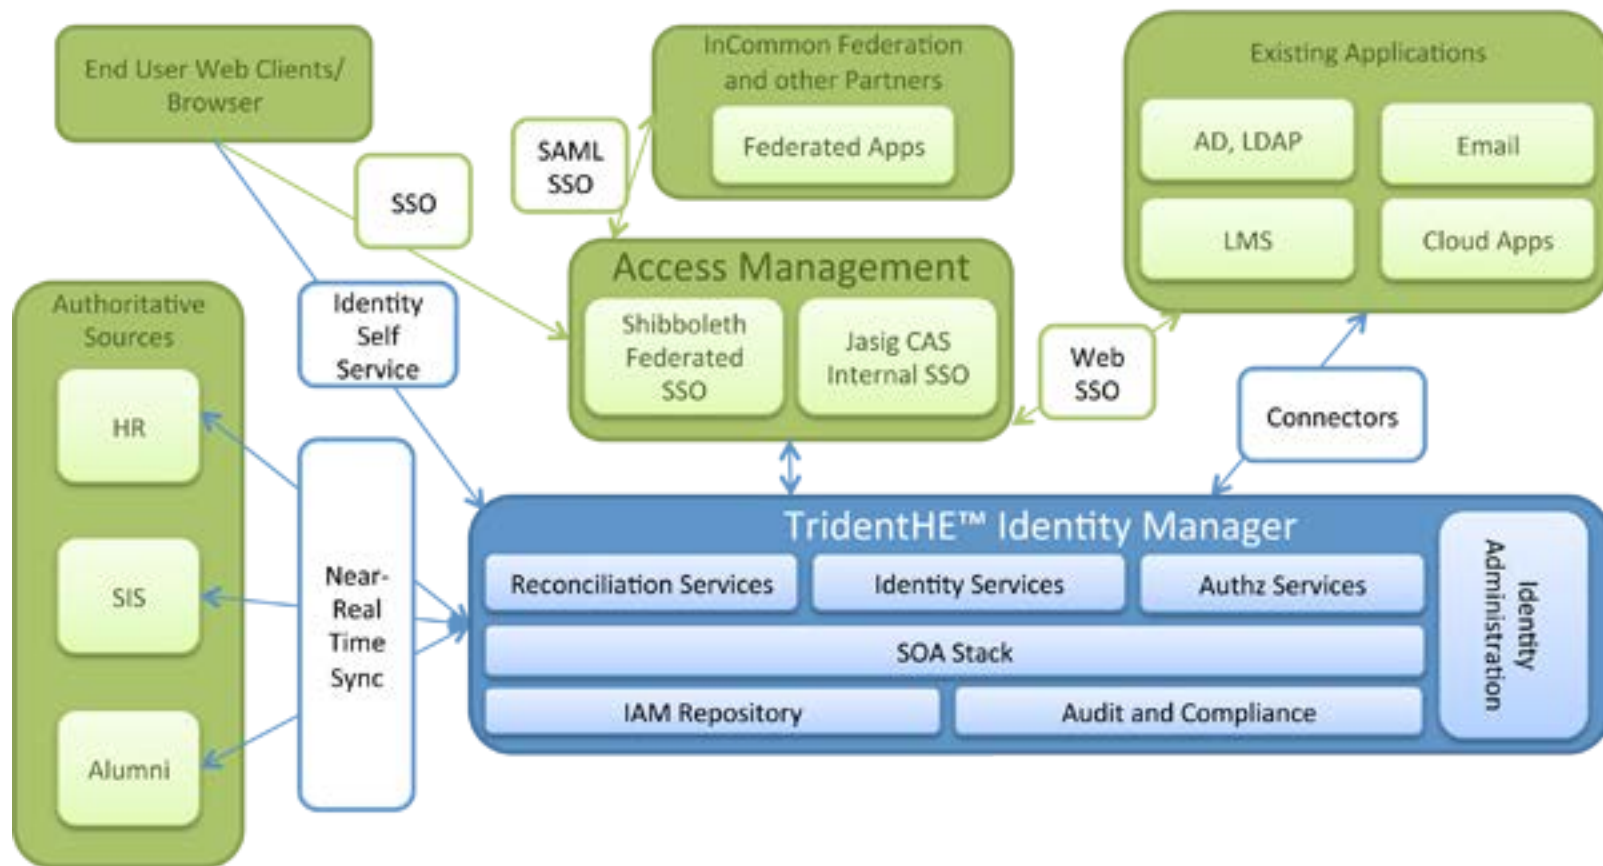 End User Web Clients/
Browser
InCommon Federation
and other Partners
Federated Apps
Existing Applications
AD, LDAP
Email
LMS
Cloud Apps
SSO
SAML
SSO
Access Management
Shibboleth
Federated
SSO
Jasig CAS
Internal SSO
Web
SSO
Connectors
Identity
Self
Service
Authoritative
Sources
HR
SIS
Alumni
Near-
Real
Time
Sync
TridentHE™ Identity Manager
Reconciliation Services
Identity Services
Authz Services
SOA Stack
IAM Repository
Audit and Compliance
Identity
Administration